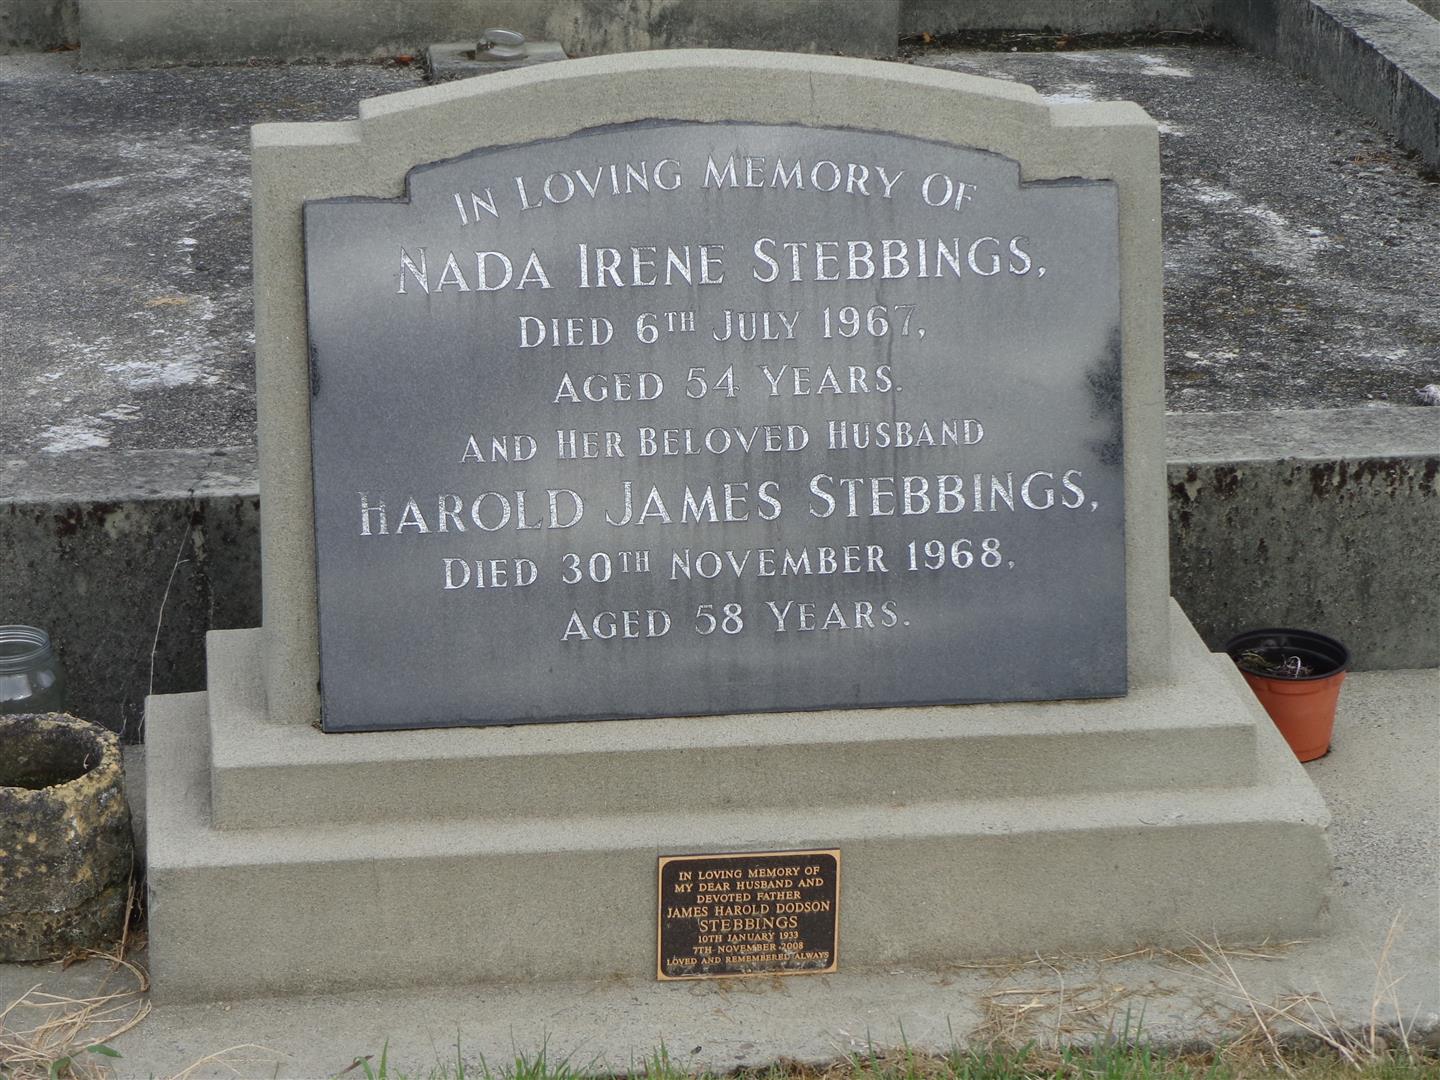 IN LOVING MEMORY OF
NADA IRENE STEBBINGS,
DIED 6TH JULY 1967,
AGED 54 YEARS.
AND HER BELOVED HUSBAND
HAROLD JAMES STEBBINGS,
DIED 30TH NOVEMBER 1968,
AGED 58 YEARS.
IN LOVING MEMORY OF
MY DEAR HUSBAND AND
DEVOTED FATHER
JAMES HAROLD DODSON
STEBBINGS
10TH JANUARY 1933
7TH NOVEMBER 2008
LOVED AND REMEMBERED ALWAYS